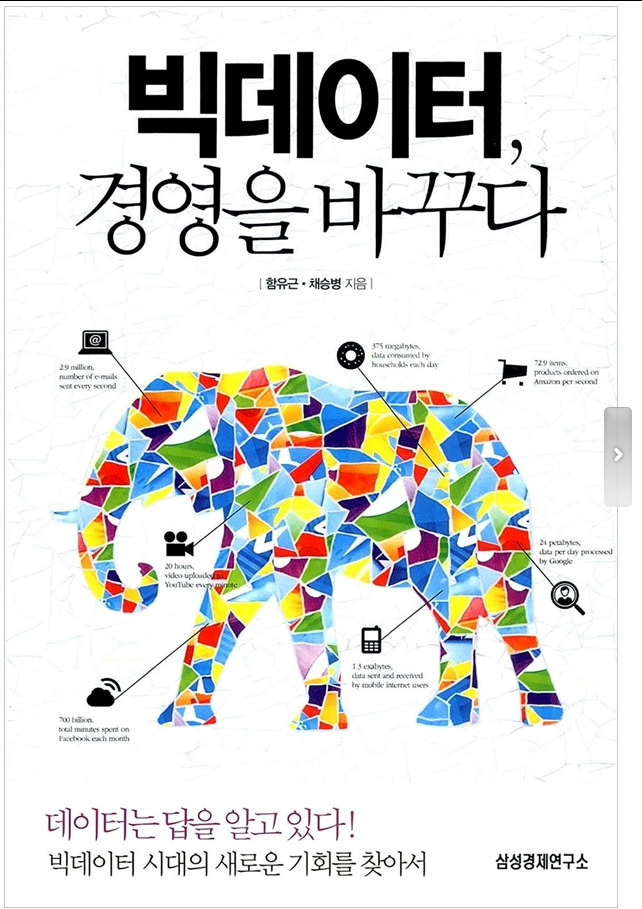 빅데이터,
경영을 바꾸다
| 함유근 • 채승병 지음 |
2.9 million,
number of e-mails
sent every second
375 megabytes,
data consumed by
households each day
72.9 items,
products ordered on
Amazon per second
@
20 hours,
video uploaded to
YouTube every minute
24 petabytes,
data per day processed
by Google
1.3 exabytes,
data sent and received
by mobile internet users
700 billion,
total minutes spent on
Facebook each month
데이터는 답을 알고 있다!
빅데이터 시대의 새로운 기회를 찾아서
삼성경제연구소